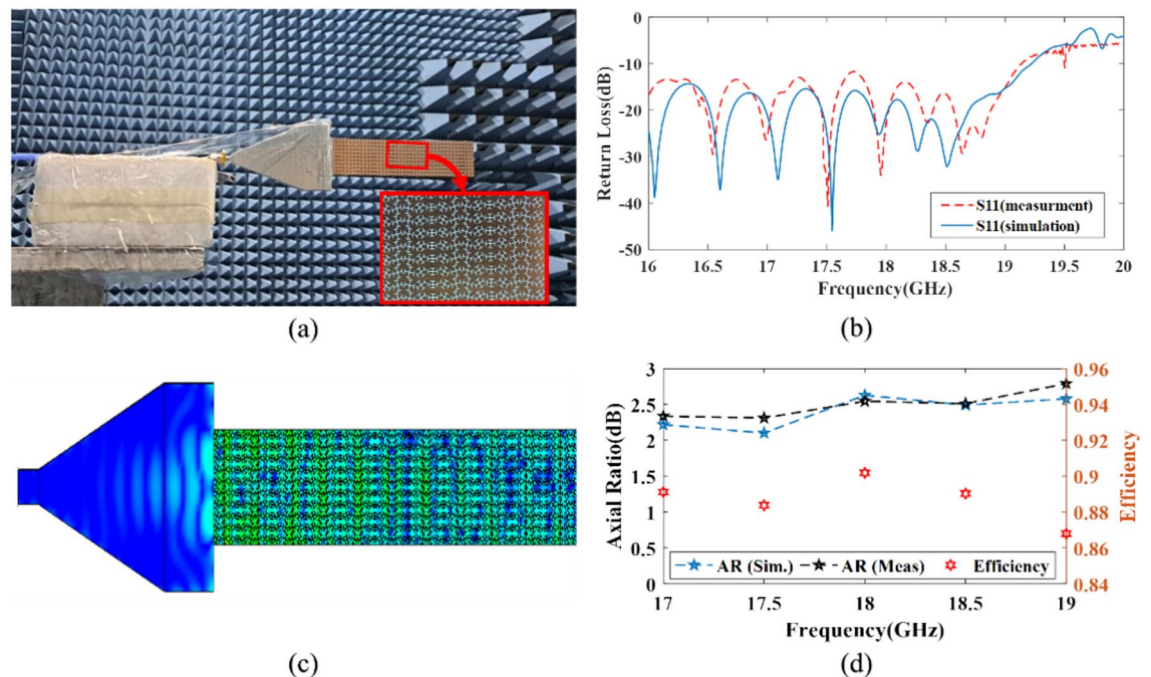 (a)
0
-10
-20
-30
-40
-50
Return Loss(dB)
S11(measurment)
S11(simulation)
16 16.5 17 17.5 18 18.5 19 19.5 20
Frequency(GHz)
(b)
(c)
3
2.5
2
1.5
1
0.5
0
Axial Ratio(dB)
0.96
0.94
0.92
0.9
0.88
0.86
0.84
Efficiency
AR (Sim.) AR (Meas) Efficiency
17 17.5 18 18.5 19
Frequency(GHz)
(d)